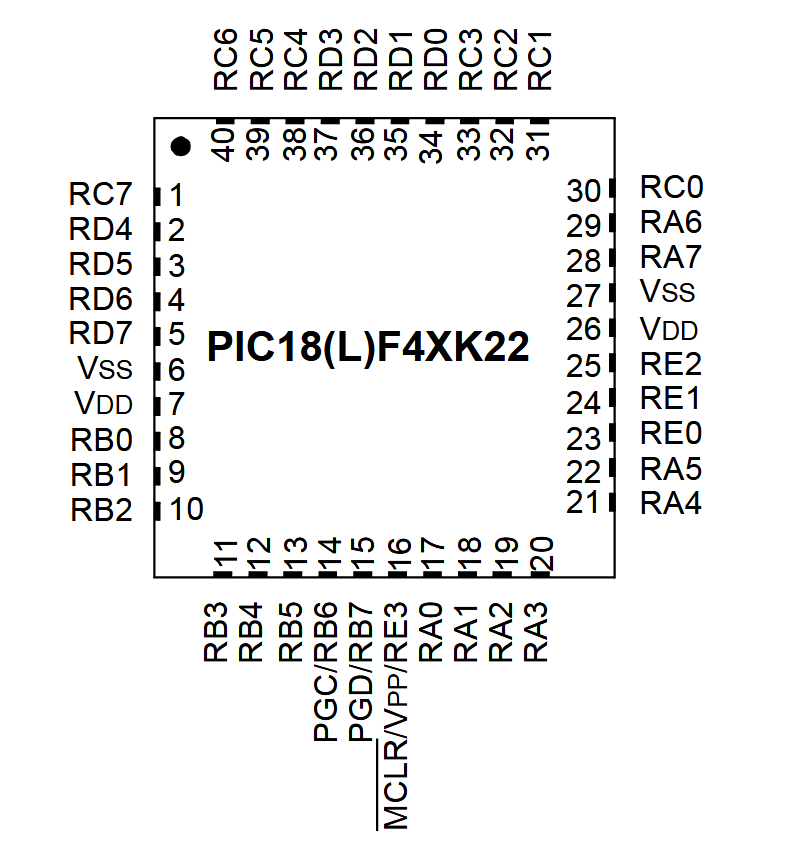 RC6 RC5 RC4 RD3 RD2 RD1 RD0 RC3 RC2 RC1
40 39 38 37 36 35 34 33 32 31
RC7 1
RD4 2
RD5 3
RD6 4
RD7 5
VSS 6
VDD 7
RB0 8
RB1 9
RB2 10
PIC18(L)F4XK22
30 RC0
29 RA6
28 RA7
27 VSS
26 VDD
25 RE2
24 RE1
23 RE0
22 RA5
21 RA4
11 12 13 14 15 16 17 18 19 20
RB3 RB4 RB5 PGC/RB6 PGD/RB7 MCLR/VPP/RE3 RA0 RA1 RA2 RA3